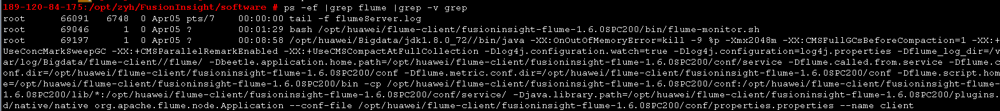 189-120-84-175:/opt/zyh/FusionInsight/software # ps -ef |grep flume |grep -v grep
root      66091   6748  0 Apr05 pts/7    00:00:00 tail -f flumeServer.log
root      69046      1  0 Apr05 ?        00:01:29 bash /opt/huawei/flume-client/fusioninsight-flume-1.6.0SPC200/bin/flume-monitor.sh
root      69197      1  0 Apr05 ?        00:08:58 /opt/huawei/Bigdata/jdk1.8.0_72//bin/java -XX:OnOutOfMemoryError=kill -9 %p -Xmx2048m -XX:CMSFullGCsBeforeCompaction=1 -XX:+
UseConcMarkSweepGC -XX:+CMSParallelRemarkEnabled -XX:+UseCMSCompactAtFullCollection -Dlog4j.configuration.watch=true -Dlog4j.configuration=log4j.properties -Dflume_log_dir=/v
ar/log/Bigdata/flume-client//flume/ -Dbeetle.application.home.path=/opt/huawei/flume-client/fusioninsight-flume-1.6.0SPC200/conf/service -Dflume.called.from.service -Dflume.c
onf.dir=/opt/huawei/flume-client/fusioninsight-flume-1.6.0SPC200/conf -Dflume.metric.conf.dir=/opt/huawei/flume-client/fusioninsight-flume-1.6.0SPC200/conf -Dflume.script.hom
e=/opt/huawei/flume-client/fusioninsight-flume-1.6.0SPC200/bin -cp /opt/huawei/flume-client/fusioninsight-flume-1.6.0SPC200/conf:/opt/huawei/flume-client/fusioninsight-flume-
1.6.0SPC200/lib/*:/opt/huawei/flume-client/fusioninsight-flume-1.6.0SPC200/conf/service/ -Djava.library.path=/opt/huawei/flume-client/fusioninsight-flume-1.6.0SPC200/plugins.
d/native/native org.apache.flume.node.Application --conf-file /opt/huawei/flume-client/fusioninsight-flume-1.6.0SPC200/conf/properties.properties --name client